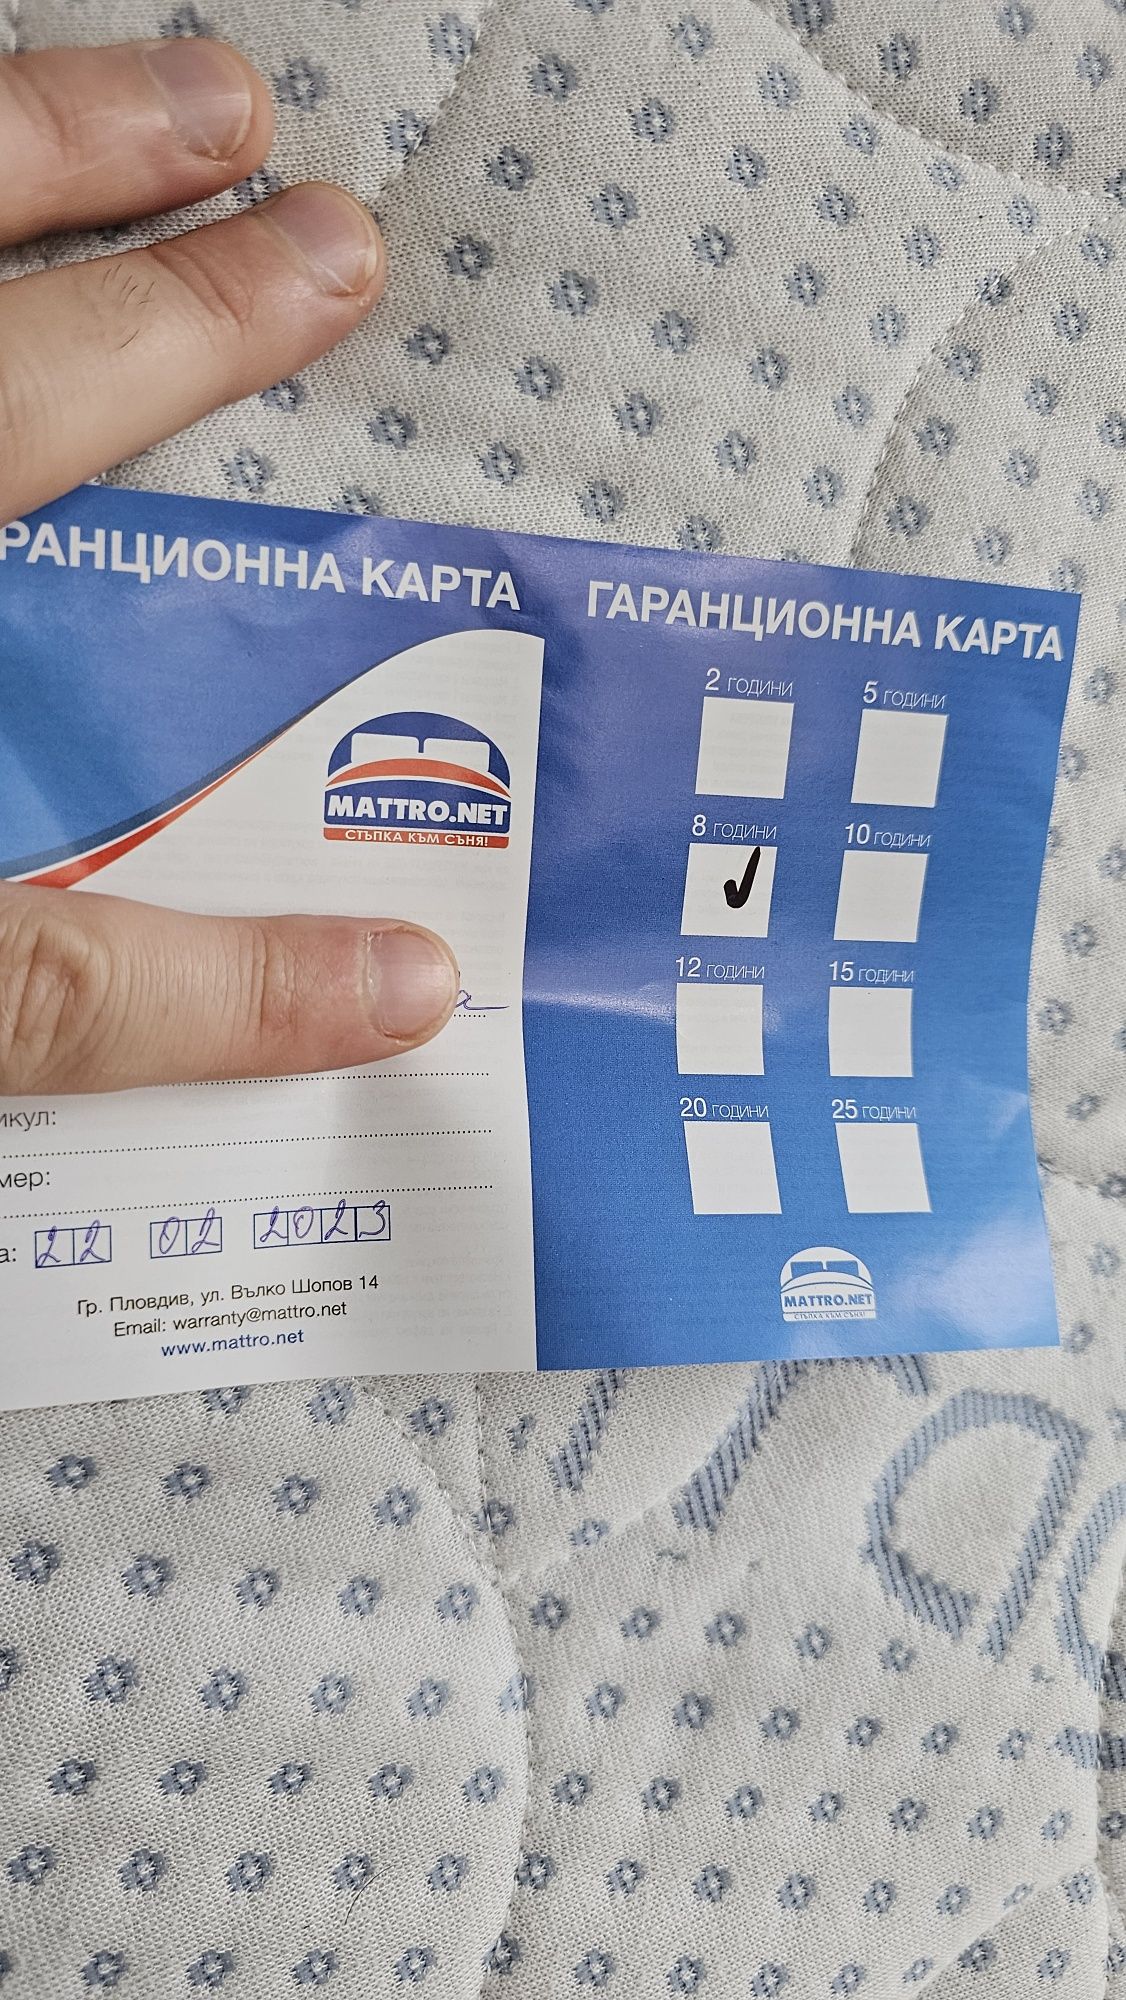 РАНЦИОННА КАРТА
MATTRO.NET
СТЪПКА КЪМ СЪНЯ!
икул:
мер:
а: 22 02 2023
Гр. Пловдив, ул. Вълко Шопов 14
Email: warranty@mattro.net
www.mattro.net
ГАРАНЦИОННА КАРТА
2 ГОДИНИ 5 ГОДИНИ
8 ГОДИНИ 10 ГОДИНИ
12 ГОДИНИ 15 ГОДИНИ
20 ГОДИНИ 25 ГОДИНИ
MATTRO.NET
СТЪПКА КЪМ СЪНЯ!